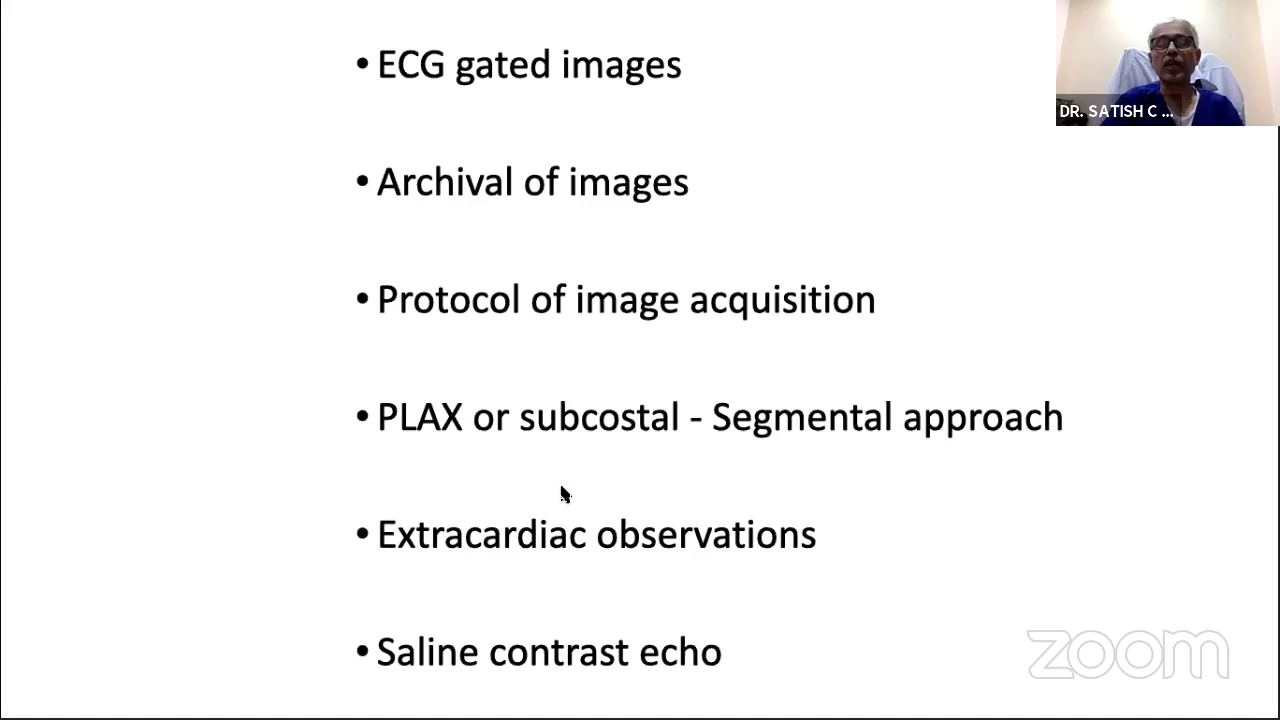 • ECG gated images
DR. SATISH C ...
• Archival of images
• Protocol of image acquisition
• PLAX or subcostal - Segmental approach
• Extracardiac observations
• Saline contrast echo
zoom